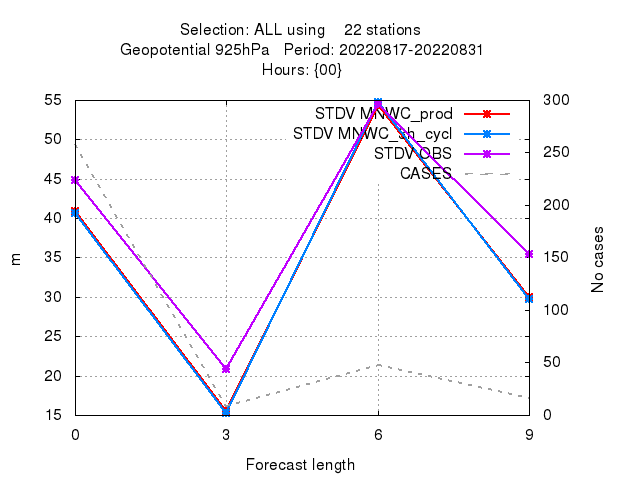 Selection: ALL using 22 stations
Geopotential 925hPa Period: 20220817-20220831
Hours: {00}
STDV MNWC_prod
STDV MNWC_3h_cycl
STDV OBS
CASES
55
50
45
40
35
30
25
20
15
m
300
250
200
150
100
50
0
No cases
0
3
6
9
Forecast length